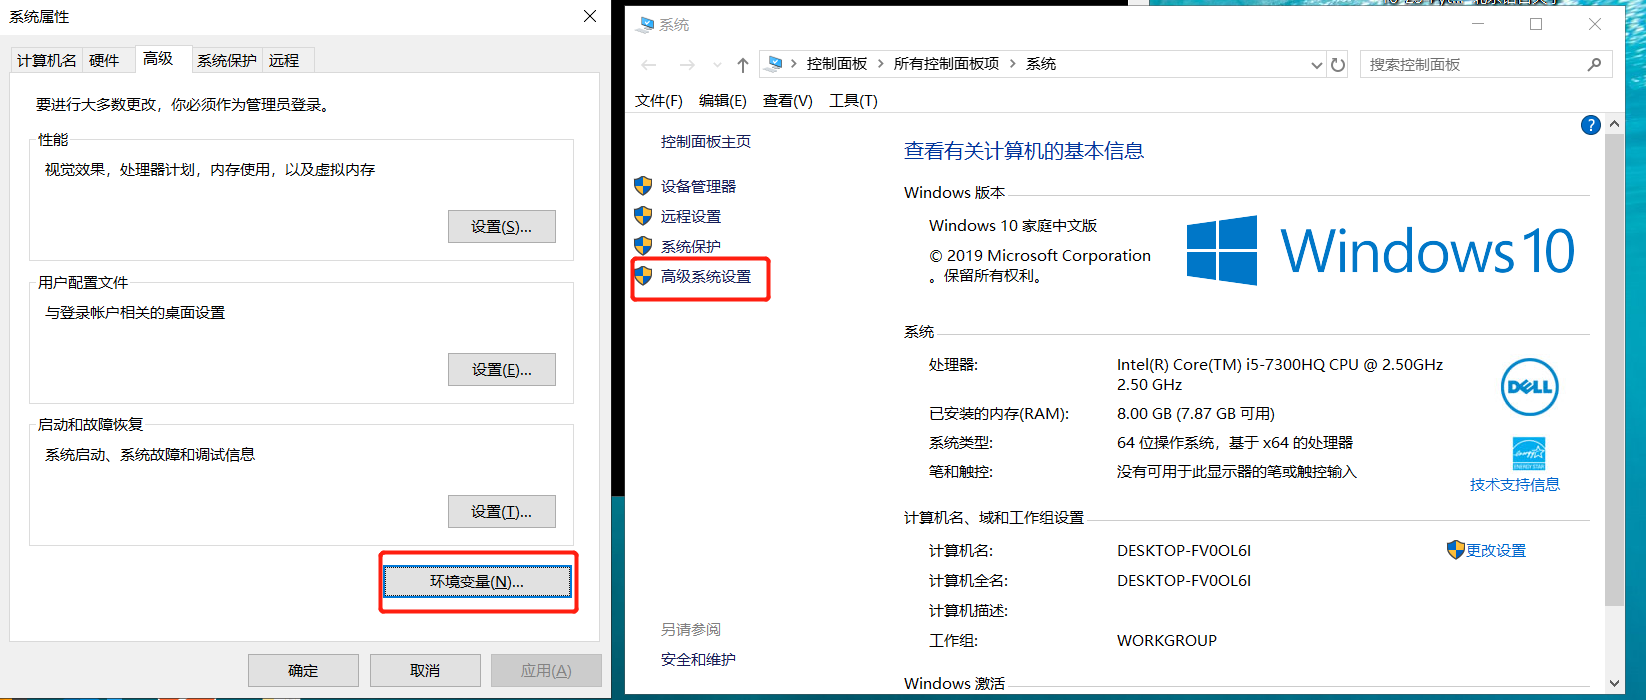 系统属性
计算机名
硬件
高级
系统保护
远程
要进行大多数更改，你必须作为管理员登录。
性能
视觉效果，处理器计划，内存使用，以及虚拟内存
设置(S)...
用户配置文件
与登录帐户相关的桌面设置
设置(E)...
启动和故障恢复
系统启动、系统故障和调试信息
设置(T)...
环境变量(N)...
确定
取消
应用(A)
系统
控制面板
所有控制面板项
系统
搜索控制面板
文件(F)
编辑(E)
查看(V)
工具(T)
控制面板主页
设备管理器
远程设置
系统保护
高级系统设置
另请参阅
安全和维护
查看有关计算机的基本信息
Windows 版本
Windows 10 家庭中文版
© 2019 Microsoft Corporation
。保留所有权利。
Windows 10
系统
处理器:
Intel(R) Core(TM) i5-7300HQ CPU @ 2.50GHz
2.50 GHz
已安装的内存(RAM):
8.00 GB (7.87 GB 可用)
系统类型:
64 位操作系统，基于 x64 的处理器
笔和触控:
没有可用于此显示器的笔或触控输入
DELL
ENERGY STAR
技术支持信息
计算机名、域和工作组设置
计算机名:
DESKTOP-FV0OL6I
更改设置
计算机全名:
DESKTOP-FV0OL6I
计算机描述:
工作组:
WORKGROUP
Windows 激活